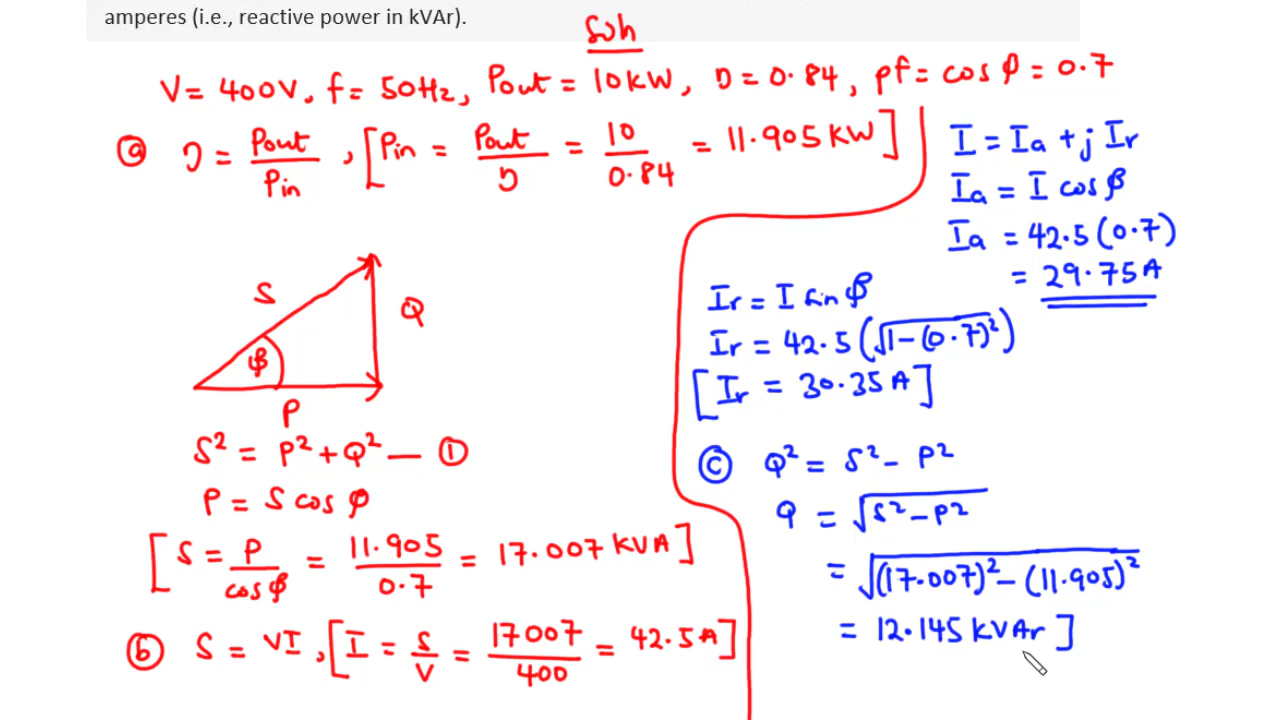 amperes (i.e., reactive power in kVAr).
Soln
V = 400V, f = 50Hz, Pout = 10KW, η = 0.84, pf = cos φ = 0.7
(a) η = Pout/Pin, [Pin = Pout/η = 10/0.84 = 11.905 KW]
S
Q
φ
P
S² = P² + Q² — (1)
P = S cos φ
[S = P/cos φ = 11.905/0.7 = 17.007 KVA]
(b) S = VI, [I = S/V = 17007/400 = 42.5A]
I = Ia + j Ir
Ia = I cos φ
Ia = 42.5(0.7)
= 29.75A
Ir = I sin φ
Ir = 42.5(√1-(0.7)²)
[Ir = 30.35A]
(c) Q² = S² - P²
Q = √S² - P²
= √(17.007)² - (11.905)²
= 12.145 KVAr]